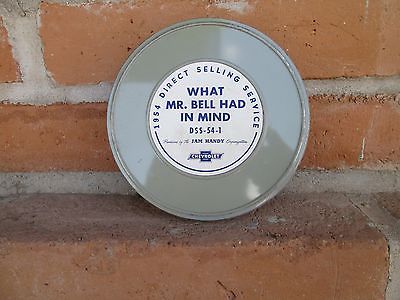 1954 DIRECT SELLING SERVICE
WHAT
MR. BELL HAD
IN MIND
DSS-54-1
Produced by The JAM HANDY Organization
CHEVROLET